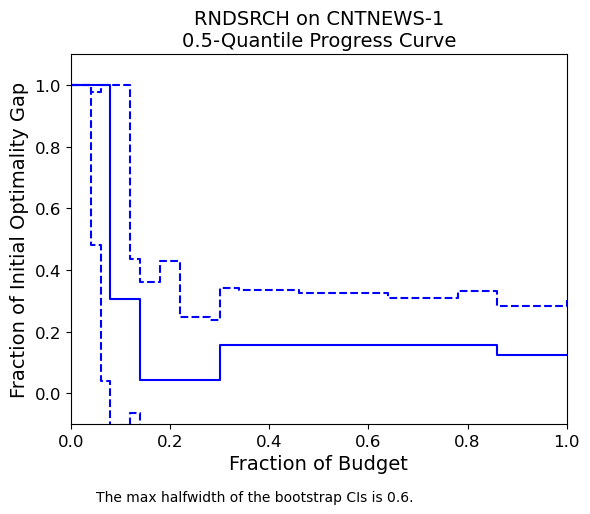 RNDSRCH on CNTNEWS-1
0.5-Quantile Progress Curve
Fraction of Initial Optimality Gap
1.0
0.8
0.6
0.4
0.2
0.0
0.0 0.2 0.4 0.6 0.8 1.0
Fraction of Budget
The max halfwidth of the bootstrap CIs is 0.6.